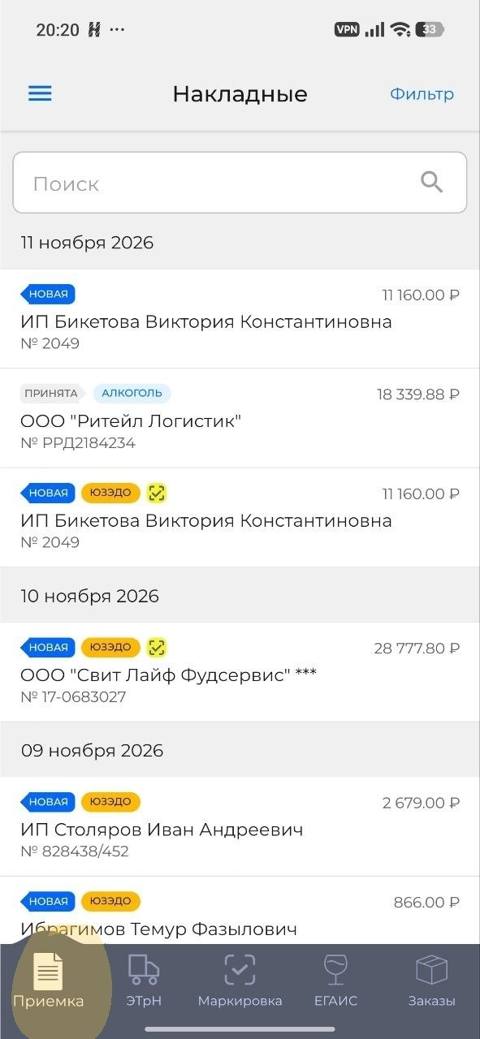 20:20
VPN
33
Накладные
Фильтр
Поиск
11 ноября 2026
НОВАЯ
11 160.00 ₽
ИП Бикетова Виктория Константиновна
№ 2049
ПРИНЯТА
АЛКОГОЛЬ
18 339.88 ₽
ООО "Ритейл Логистик"
№ РРД2184234
НОВАЯ
ЮЗЭДО
11 160.00 ₽
ИП Бикетова Виктория Константиновна
№ 2049
10 ноября 2026
НОВАЯ
ЮЗЭДО
28 777.80 ₽
ООО "Свит Лайф Фудсервис" ***
№ 17-0683027
09 ноября 2026
НОВАЯ
ЮЗЭДО
2 679.00 ₽
ИП Столяров Иван Андреевич
№ 828438/452
НОВАЯ
ЮЗЭДО
866.00 ₽
Ибрагимов Темур Фазылович
Приемка
ЭТрН
Маркировка
ЕГАИС
Заказы